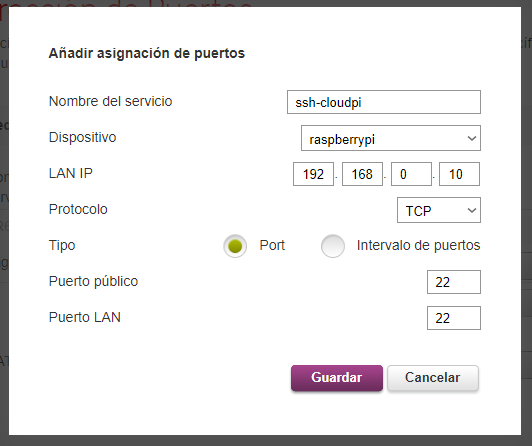 Añadir asignación de puertos
Nombre del servicio ssh-cloudpi
Dispositivo raspberrypi
LAN IP 192 . 168 . 0 . 10
Protocolo TCP
Tipo Port Intervalo de puertos
Puerto público 22
Puerto LAN 22
Guardar Cancelar